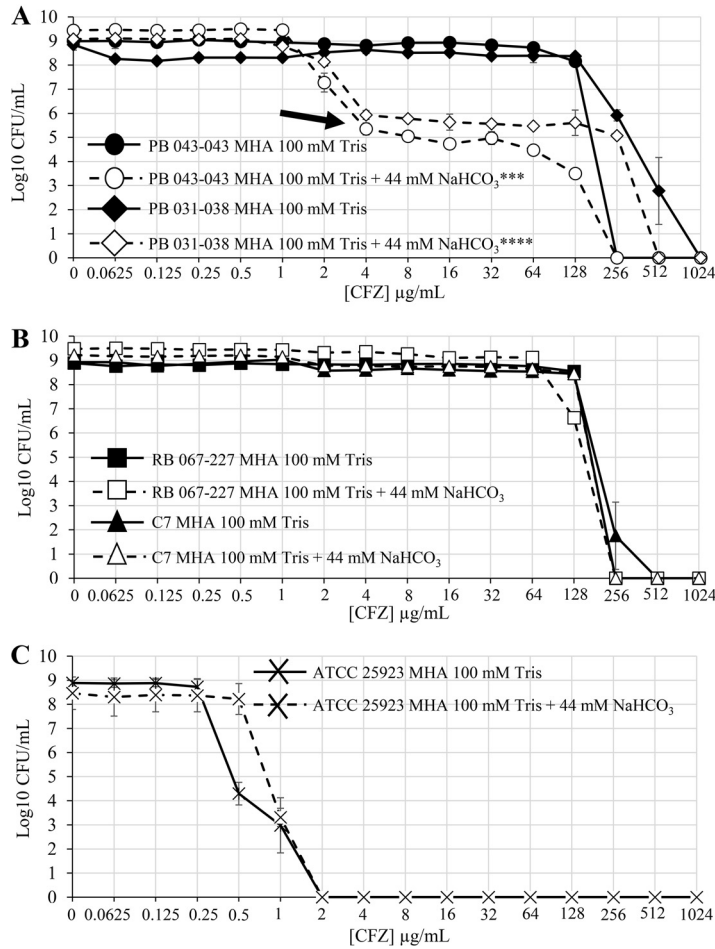 A
10
9
8
7
6
5
4
3
2
1
0
Log10 CFU/mL
PB 043-043 MHA 100 mM Tris
PB 043-043 MHA 100 mM Tris + 44 mM NaHCO₃***
PB 031-038 MHA 100 mM Tris
PB 031-038 MHA 100 mM Tris + 44 mM NaHCO₃****
0 0.0625 0.125 0.25 0.5 1 2 4 8 16 32 64 128 256 512 1024
[CFZ] µg/mL
B
10
9
8
7
6
5
4
3
2
1
0
Log10 CFU/mL
RB 067-227 MHA 100 mM Tris
RB 067-227 MHA 100 mM Tris + 44 mM NaHCO₃
C7 MHA 100 mM Tris
C7 MHA 100 mM Tris + 44 mM NaHCO₃
0 0.0625 0.125 0.25 0.5 1 2 4 8 16 32 64 128 256 512 1024
[CFZ] µg/mL
C
10
9
8
7
6
5
4
3
2
1
0
Log10 CFU/mL
ATCC 25923 MHA 100 mM Tris
ATCC 25923 MHA 100 mM Tris + 44 mM NaHCO₃
0 0.0625 0.125 0.25 0.5 1 2 4 8 16 32 64 128 256 512 1024
[CFZ] µg/mL